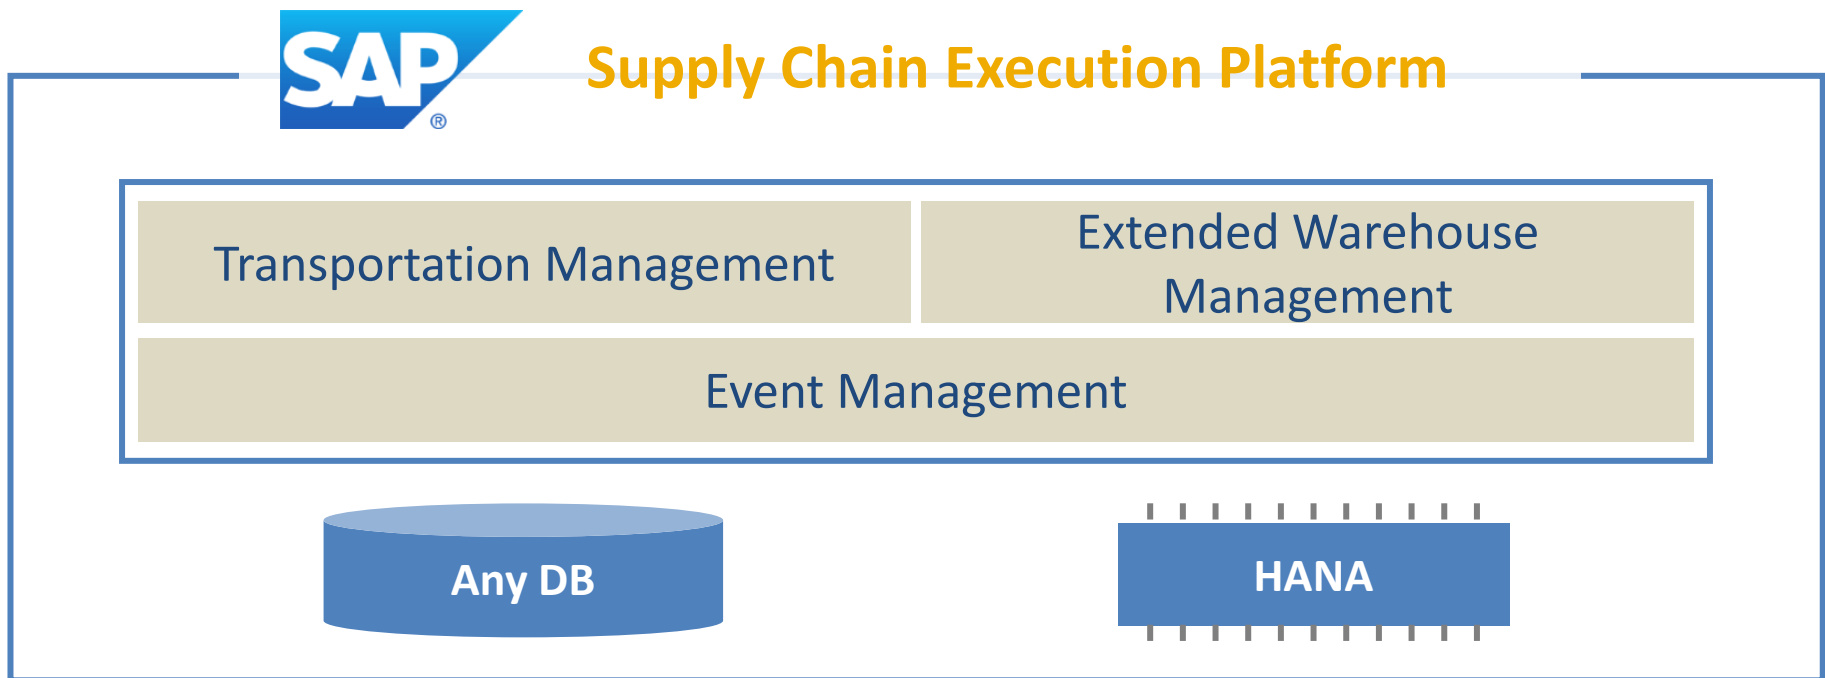 SAP
®
Supply Chain Execution Platform
Transportation Management
Extended Warehouse
Management
Event Management
Any DB
HANA